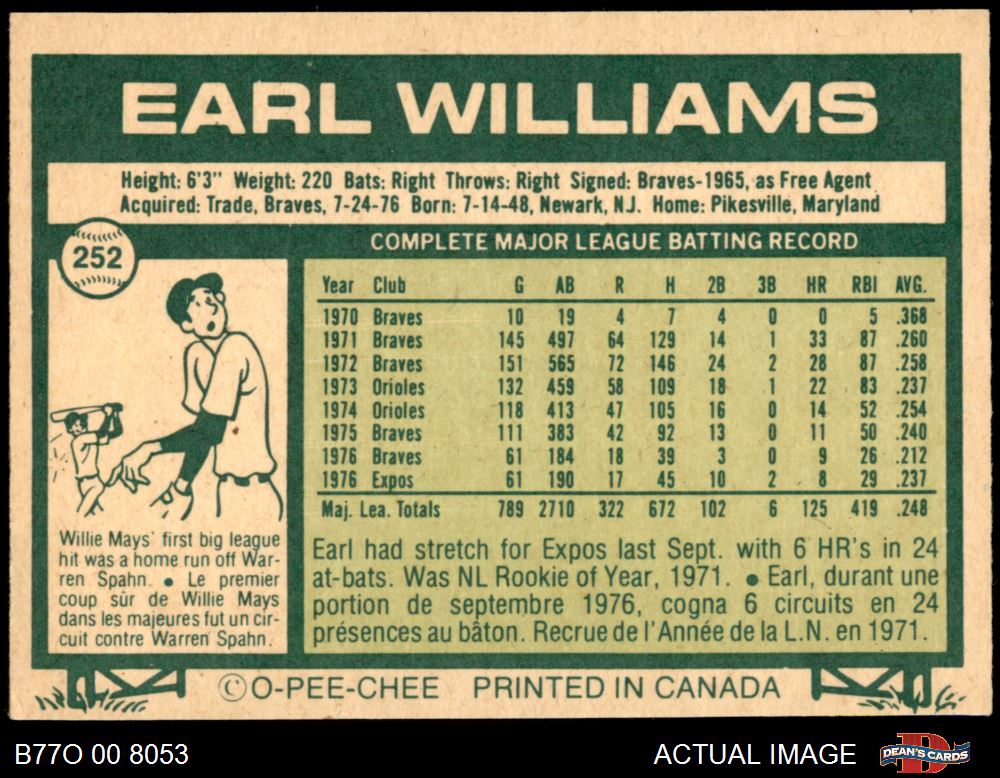 EARL WILLIAMS
Height: 6'3" Weight: 220 Bats: Right Throws: Right Signed: Braves-1965, as Free Agent
Acquired: Trade, Braves, 7-24-76 Born: 7-14-48, Newark, N.J. Home: Pikesville, Maryland
252
COMPLETE MAJOR LEAGUE BATTING RECORD
Year Club G AB R H 2B 3B HR RBI AVG.
1970 Braves 10 19 4 7 4 0 0 5 .368
1971 Braves 145 497 64 129 14 1 33 87 .260
1972 Braves 151 565 72 146 24 2 28 87 .258
1973 Orioles 132 459 58 109 18 1 22 83 .237
1974 Orioles 118 413 47 105 16 0 14 52 .254
1975 Braves 111 383 42 92 13 0 11 50 .240
1976 Braves 61 184 18 39 3 0 9 26 .212
1976 Expos 61 190 17 45 10 2 8 29 .237
Maj. Lea. Totals 789 2710 322 672 102 6 125 419 .248
Willie Mays' first big league
hit was a home run off War-
ren Spahn. • Le premier
coup sûr de Willie Mays
dans les majeures fut un cir-
cuit contre Warren Spahn.
Earl had stretch for Expos last Sept. with 6 HR's in 24
at-bats. Was NL Rookie of Year, 1971. • Earl, durant une
portion de septembre 1976, cogna 6 circuits en 24
présences au bâton. Recrue de l'Année de la L.N. en 1971.
©O-PEE-CHEE PRINTED IN CANADA
B77O 00 8053
ACTUAL IMAGE
DEAN'S CARDS